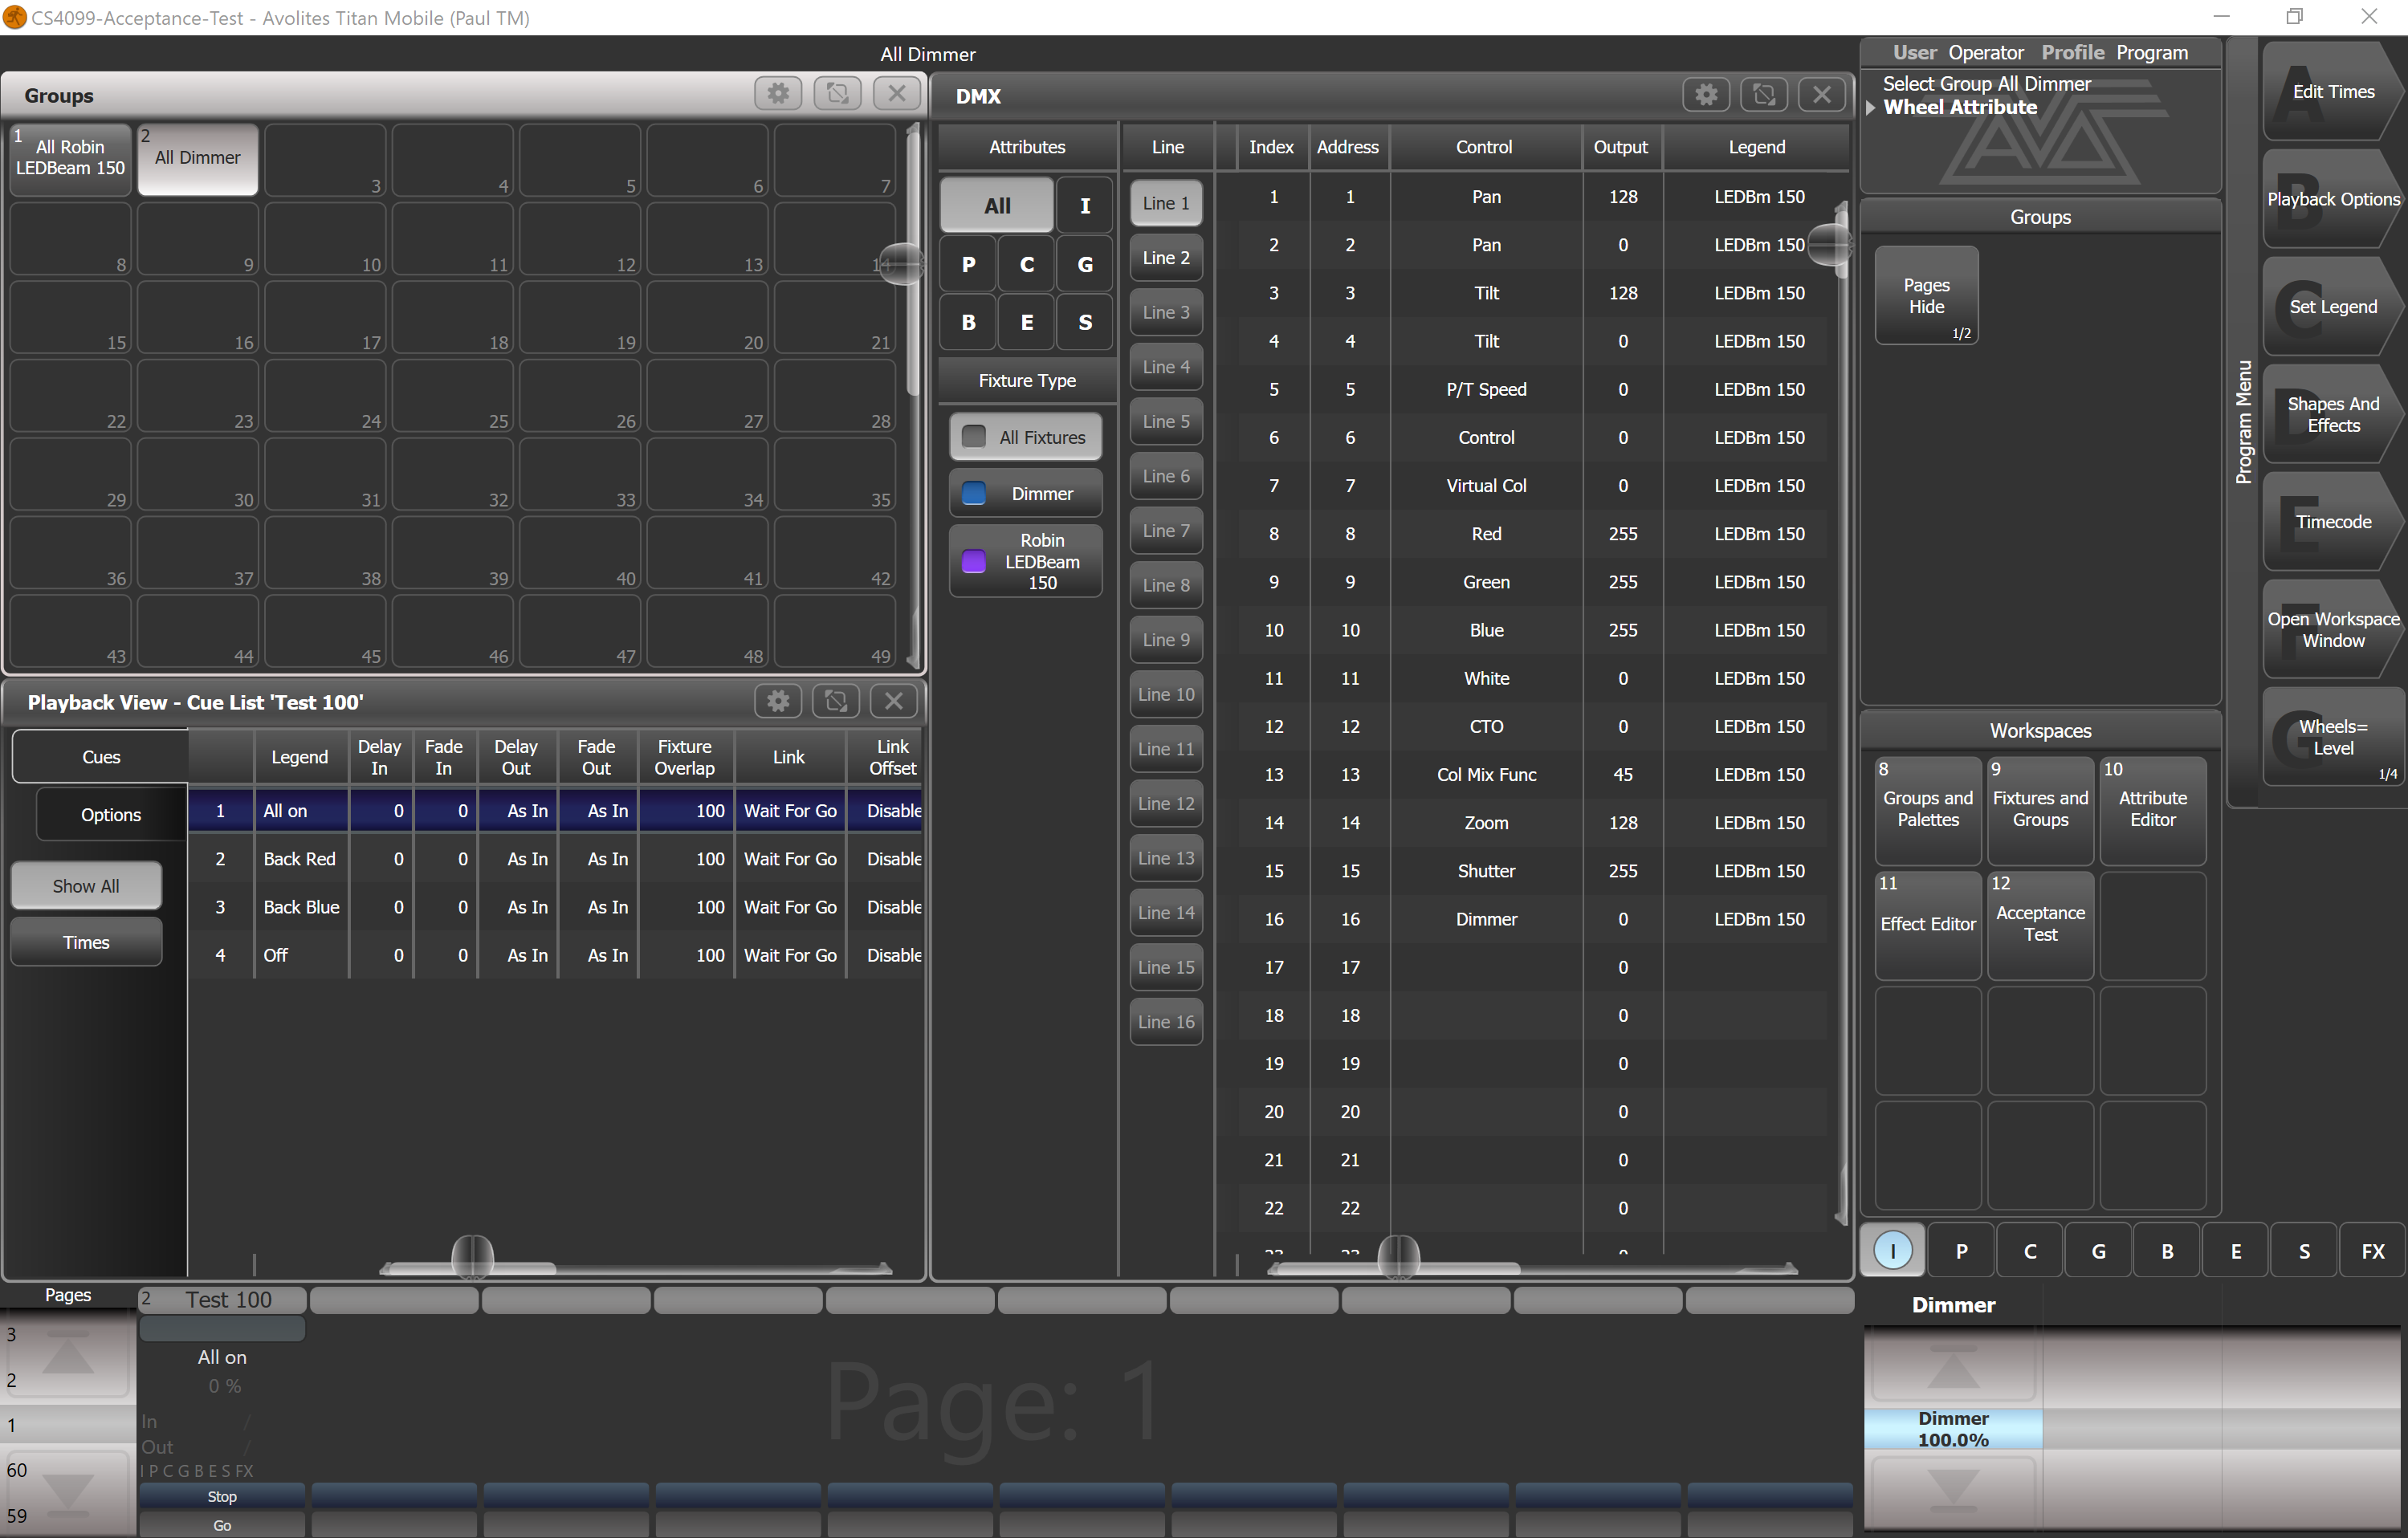 CS4099-Acceptance-Test - Avolites Titan Mobile (Paul TM)
All Dimmer
Groups
1 All Robin LEDBeam 150
2 All Dimmer
3 4 5 6 7
8 9 10 11 12 13 14
15 16 17 18 19 20 21
22 23 24 25 26 27 28
29 30 31 32 33 34 35
36 37 38 39 40 41 42
43 44 45 46 47 48 49
Playback View - Cue List 'Test 100'
Cues
Options
Show All
Times
Legend Delay In Fade In Delay Out Fade Out Fixture Overlap Link Link Offset
1 All on 0 0 As In As In 100 Wait For Go Disable
2 Back Red 0 0 As In As In 100 Wait For Go Disable
3 Back Blue 0 0 As In As In 100 Wait For Go Disable
4 Off 0 0 As In As In 100 Wait For Go Disable
DMX
Attributes
All I
P C G
B E S
Fixture Type
All Fixtures
Dimmer
Robin LEDBeam 150
Line
Line 1
Line 2
Line 3
Line 4
Line 5
Line 6
Line 7
Line 8
Line 9
Line 10
Line 11
Line 12
Line 13
Line 14
Line 15
Line 16
Index Address Control Output Legend
1 1 Pan 128 LEDBm 150
2 2 Pan 0 LEDBm 150
3 3 Tilt 128 LEDBm 150
4 4 Tilt 0 LEDBm 150
5 5 P/T Speed 0 LEDBm 150
6 6 Control 0 LEDBm 150
7 7 Virtual Col 0 LEDBm 150
8 8 Red 255 LEDBm 150
9 9 Green 255 LEDBm 150
10 10 Blue 255 LEDBm 150
11 11 White 0 LEDBm 150
12 12 CTO 0 LEDBm 150
13 13 Col Mix Func 45 LEDBm 150
14 14 Zoom 128 LEDBm 150
15 15 Shutter 255 LEDBm 150
16 16 Dimmer 0 LEDBm 150
17 17 0
18 18 0
19 19 0
20 20 0
21 21 0
22 22 0
User Operator Profile Program
Select Group All Dimmer
Wheel Attribute
Groups
Pages Hide 1/2
Workspaces
8 Groups and Palettes
9 Fixtures and Groups
10 Attribute Editor
11 Effect Editor
12 Acceptance Test
Program Menu
A Edit Times
B Playback Options
C Set Legend
D Shapes And Effects
E Timecode
F Open Workspace Window
G Wheels= Level 1/4
I P C G B E S FX
Dimmer
Dimmer
100.0%
Pages
3
2
1
60
59
2 Test 100
All on
0 %
In /
Out /
I P C G B E S FX
Stop
Go
Page: 1